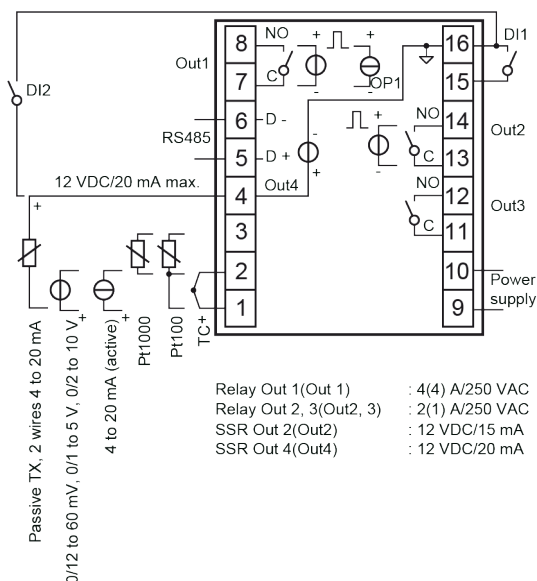 DI2
DI1
Out1
8
NO
+
+
7
C
-
-
OP1
16
15
RS485
6
D -
5
D +
-
+
+
-
NO
14
C
13
Out2
12 VDC/20 mA max.
4
Out4
NO
12
C
11
Out3
+
3
2
1
10
9
Power
supply
Passive TX, 2 wires 4 to 20 mA
0/12 to 60 mV, 0/1 to 5 V, 0/2 to 10 V
+
4 to 20 mA (active)
+
Pt1000
Pt100
TC+
Relay Out 1(Out 1) : 4(4) A/250 VAC
Relay Out 2, 3(Out2, 3) : 2(1) A/250 VAC
SSR Out 2(Out2) : 12 VDC/15 mA
SSR Out 4(Out4) : 12 VDC/20 mA